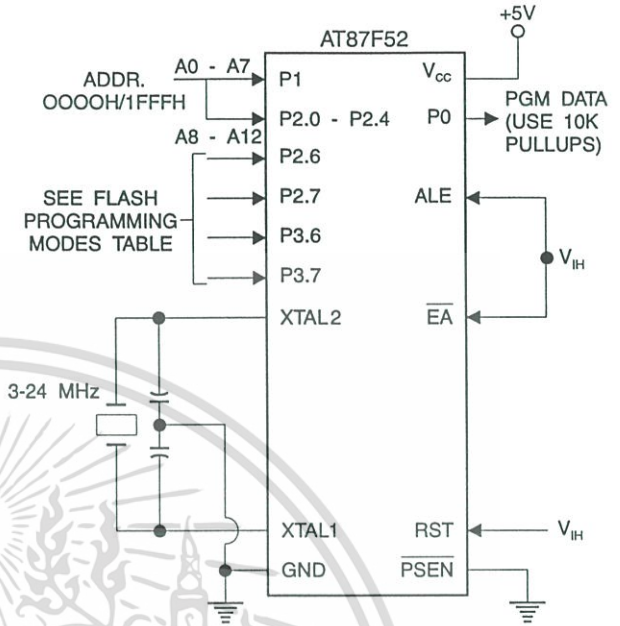 +5V
AT87F52
ADDR.
OOOOH/1FFFH
A0 - A7
P1
VCC
P2.0 - P2.4
P0
PGM DATA
(USE 10K
PULLUPS)
A8 - A12
P2.6
SEE FLASH
PROGRAMMING
MODES TABLE
P2.7
ALE
P3.6
VIH
P3.7
XTAL2
EA
3-24 MHz
XTAL1
RST
VIH
GND
PSEN